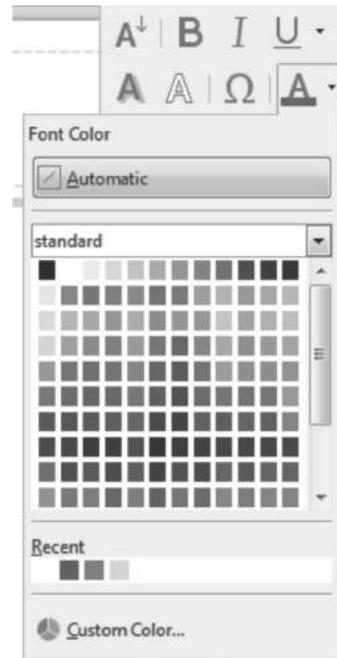 A B I U
A A Ω A
Font Color
Automatic
standard
Recent
Custom Color...